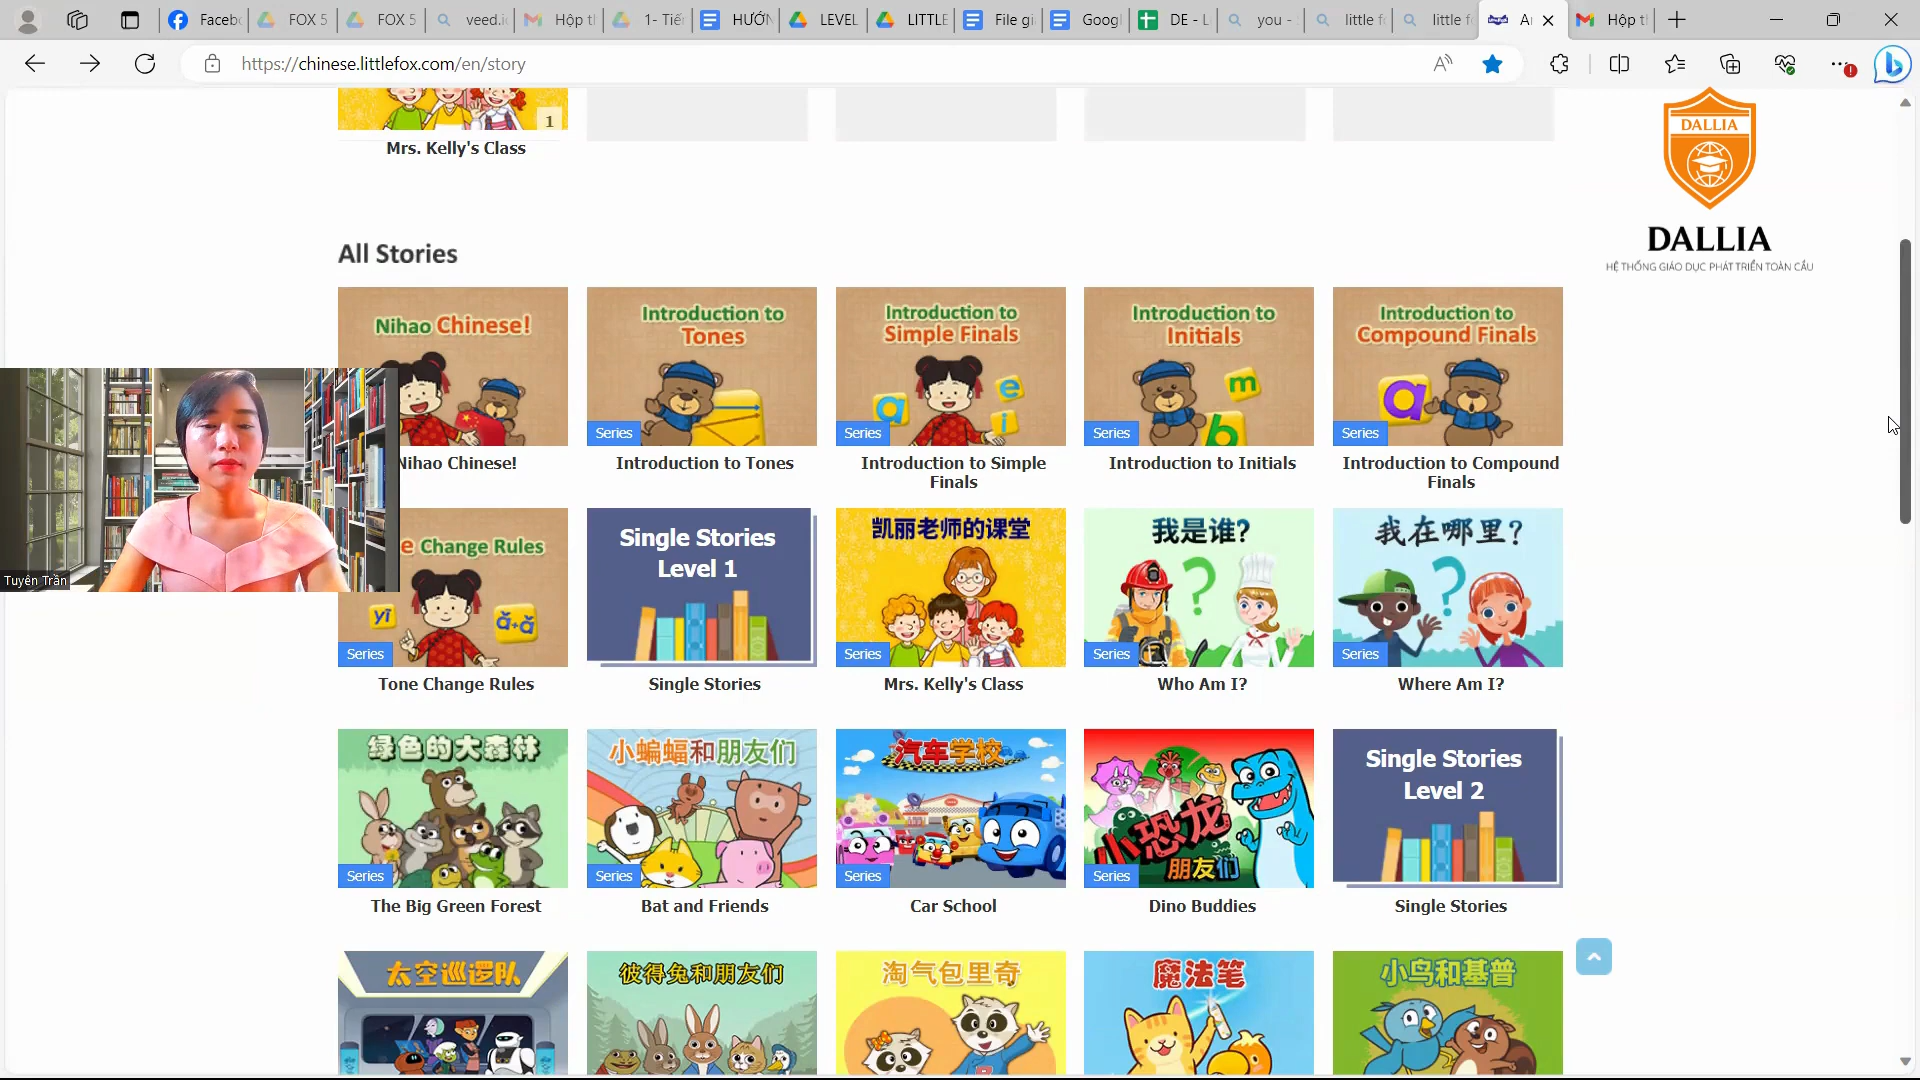 Faceb
FOX 5
FOX 5
veed.i
Hộp t
1- Tiế
HƯỚN
LEVEL
LITTLE
File gi
Googl
DE - L
you -
little f
little f
A
Hộp t
https://chinese.littlefox.com/en/story
1
Mrs. Kelly's Class
DALLIA
DALLIA
HỆ THỐNG GIÁO DỤC PHÁT TRIỂN TOÀN CẦU
All Stories
Nihao Chinese!
Introduction to
Tones
Introduction to
Simple Finals
Introduction to
Initials
Introduction to
Compound Finals
a
e
i
m
b
a
Series
Series
Series
Series
Nihao Chinese!
Introduction to Tones
Introduction to Simple
Finals
Introduction to Initials
Introduction to Compound
Finals
e Change Rules
Single Stories
Level 1
凯丽老师的课堂
我是谁?
我在哪里?
Tuyên Trần
yī
ǎ+ǎ
Series
Series
Series
Series
Tone Change Rules
Single Stories
Mrs. Kelly's Class
Who Am I?
Where Am I?
绿色的大森林
小蝙蝠和朋友们
汽车学校
小恐龙
朋友们
Single Stories
Level 2
Series
Series
Series
Series
The Big Green Forest
Bat and Friends
Car School
Dino Buddies
Single Stories
太空巡逻队
彼得兔和朋友们
淘气包里奇
魔法笔
小鸟和基普